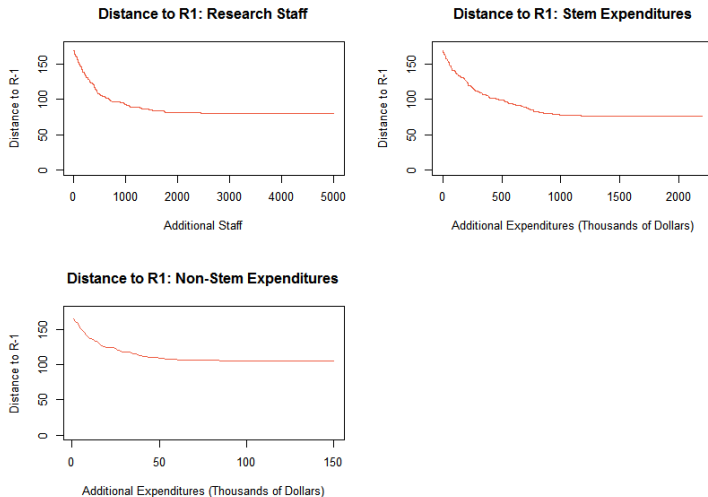 Distance to R1: Research Staff
Distance to R-1
150
100
50
0
0 1000 2000 3000 4000 5000
Additional Staff
Distance to R1: Stem Expenditures
Distance to R-1
150
100
50
0
0 500 1000 1500 2000
Additional Expenditures (Thousands of Dollars)
Distance to R1: Non-Stem Expenditures
Distance to R-1
150
100
50
0
0 50 100 150
Additional Expenditures (Thousands of Dollars)